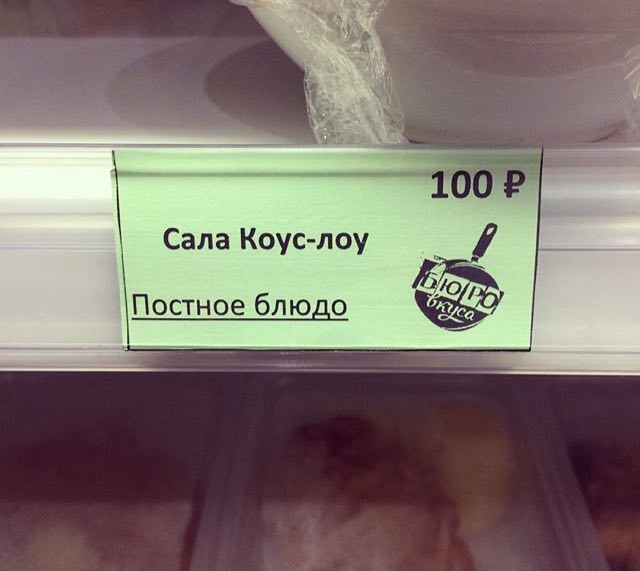 100 ₽
Сала Коус-лоу
Постное блюдо
БЮРО
вкуса